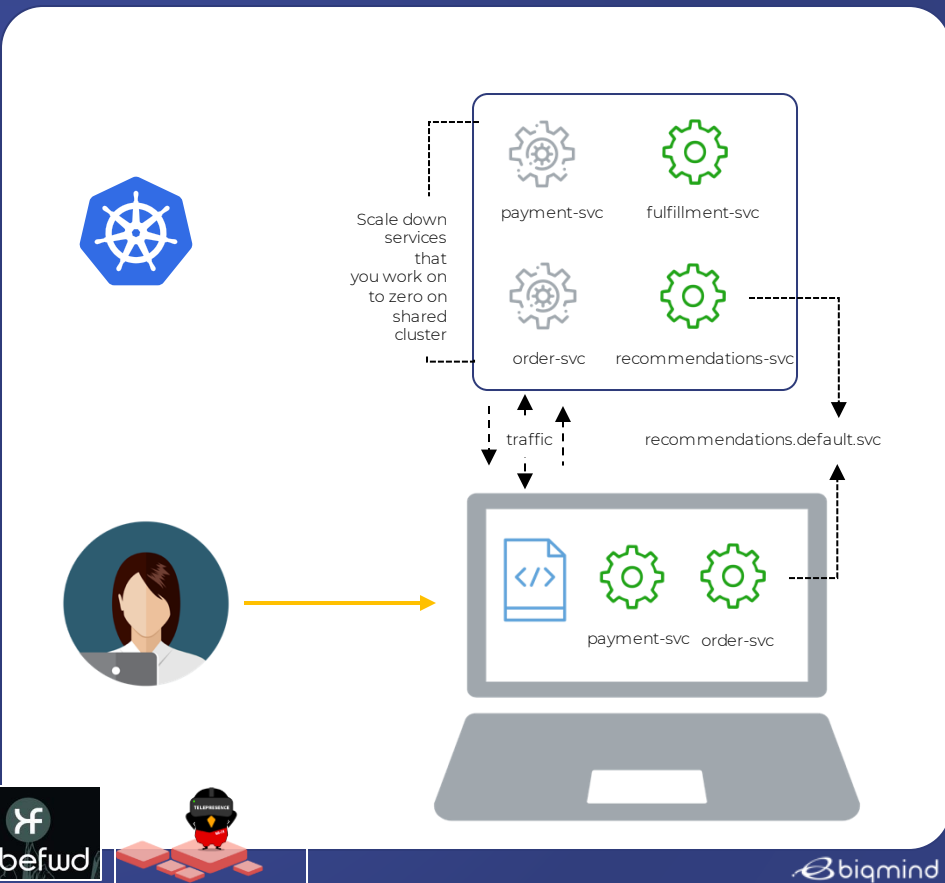 payment-svc
fulfillment-svc
Scale down
services
that
you work on
to zero on
shared
cluster
order-svc
recommendations-svc
traffic
recommendations.default.svc
</>
payment-svc
order-svc
TELEPRESENCE
befwd
biqmind